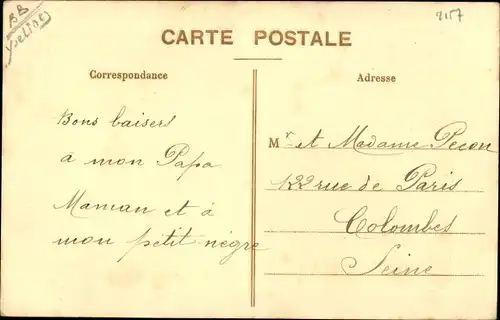 BB
Yvelines
2157
CARTE POSTALE
Correspondance
Bons baisers
a mon Papa
Maman et à
mon petit nègre
Adresse
Mr et Madame Pecon
122 rue de Paris
Colombes
Seine